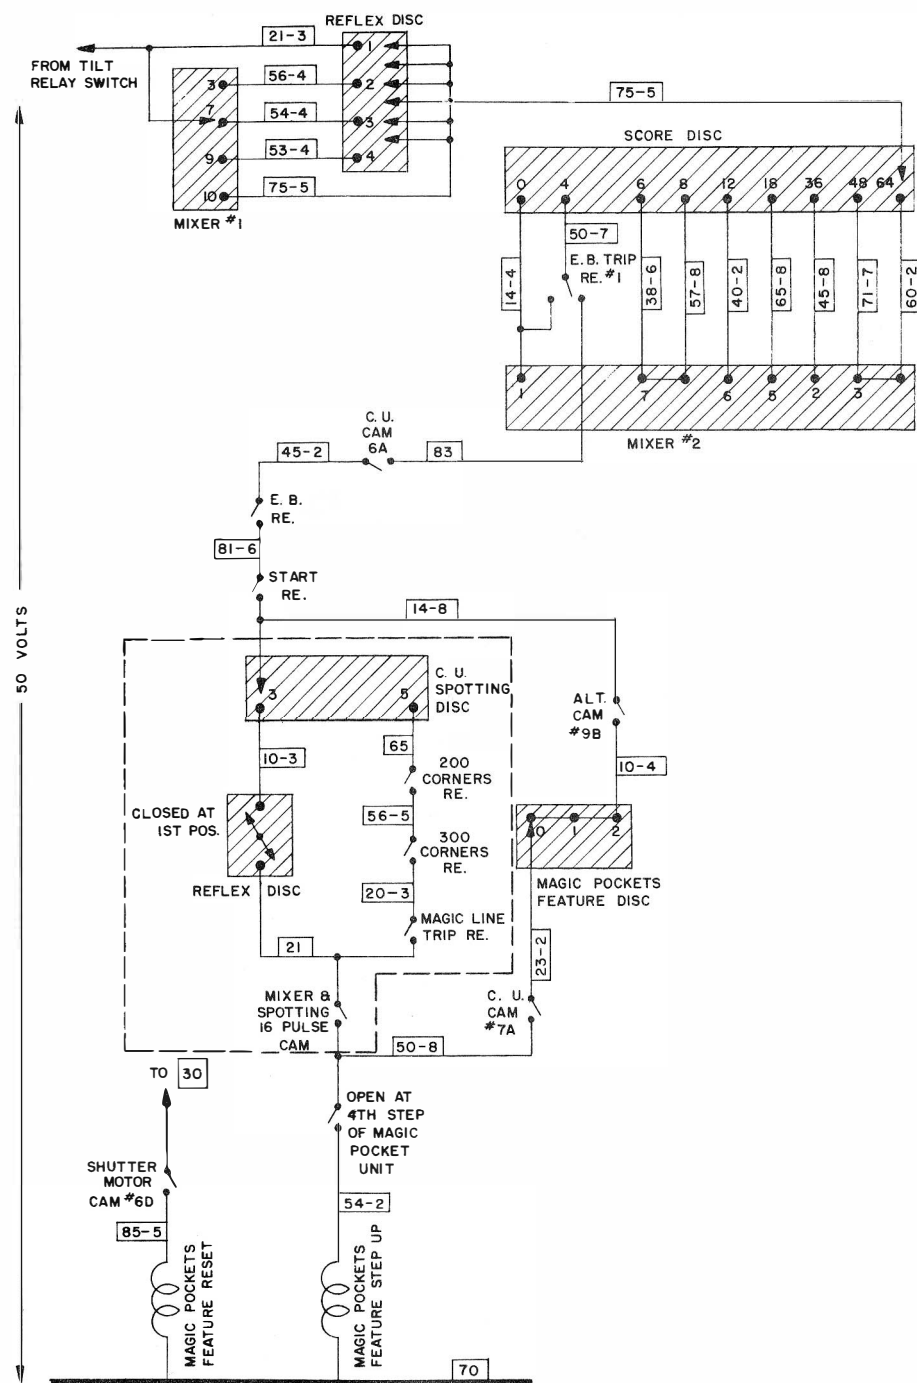 REFLEX DISC
21-3
1
FROM TILT
RELAY SWITCH
56-4
3
2
75-5
7
54-4
3
SCORE DISC
9
53-4
4
10
75-5
MIXER #1
0
4
6
8
12
18
36
48
64
50-7
E.B. TRIP
RE. #1
14-4
38-6
57-8
40-2
65-8
45-8
71-7
60-2
1
7
6
5
2
3
MIXER #2
C. U.
CAM
6A
45-2
83
E. B.
RE.
81-6
START
RE.
50 VOLTS
14-8
3
5
C. U.
SPOTTING
DISC
ALT.
CAM
#9B
10-3
65
10-4
200
CORNERS
RE.
CLOSED AT
1ST POS.
56-5
0
1
2
300
CORNERS
RE.
REFLEX DISC
MAGIC POCKETS
FEATURE DISC
20-3
MAGIC LINE
TRIP RE.
21
23-2
MIXER &
SPOTTING
16 PULSE
CAM
C. U.
CAM
#7A
50-8
TO 30
OPEN AT
4TH STEP
OF MAGIC
POCKET
UNIT
SHUTTER
MOTOR
CAM #6D
54-2
85-5
MAGIC POCKETS
FEATURE RESET
MAGIC POCKETS
FEATURE STEP UP
70